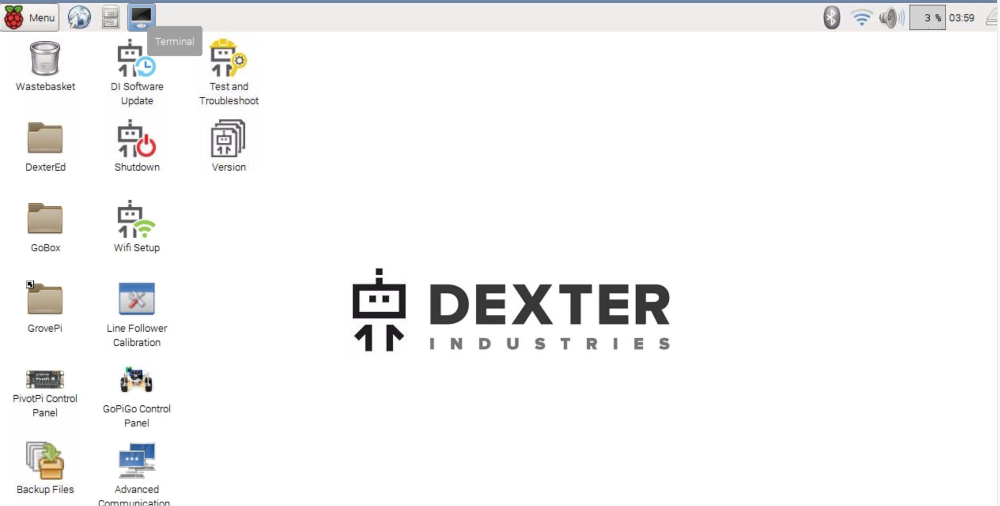 Menu
3 % 03:59
Terminal
Wastebasket
DI Software
Update
Test and
Troubleshoot
DexterEd
Shutdown
Version
GoBox
Wifi Setup
GrovePi
Line Follower
Calibration
DEXTER
INDUSTRIES
PivotPi Control
Panel
GoPiGo Control
Panel
Backup Files
Advanced
Communication